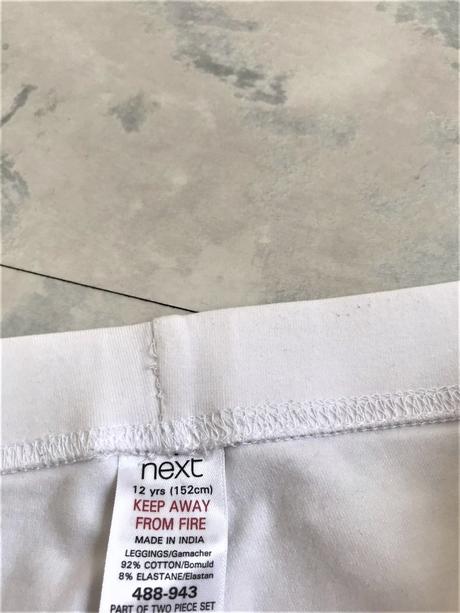 next
12 yrs (152cm)
KEEP AWAY
FROM FIRE
MADE IN INDIA
LEGGINGS/Gamacher
92% COTTON/Bomuld
8% ELASTANE/Elastan
488-943
PART OF TWO PIECE SET